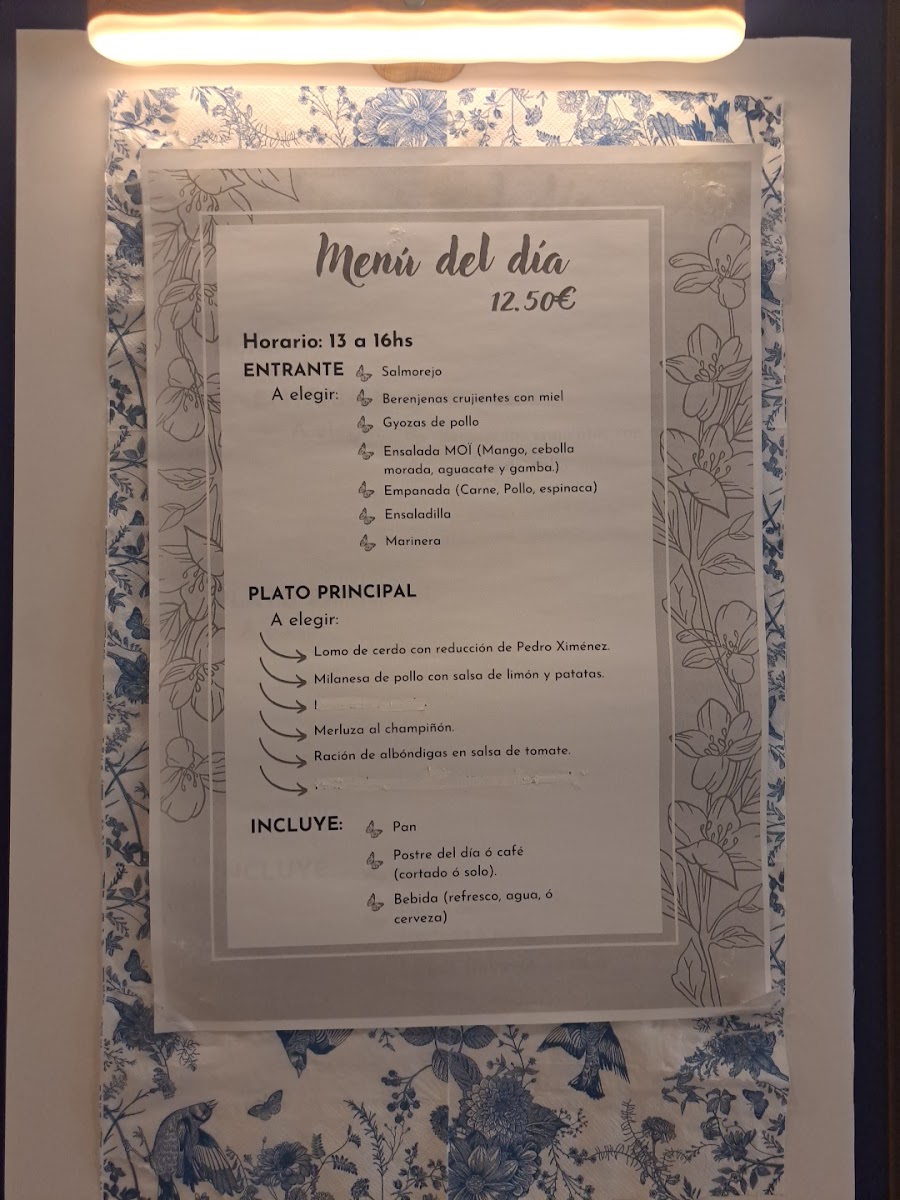 Menú del día
12.50€
Horario: 13 a 16hs
ENTRANTE
A elegir:
Salmorejo
Berenjenas crujientes con miel
Gyozas de pollo
Ensalada MOÏ (Mango, cebolla
morada, aguacate y gamba.)
Empanada (Carne, Pollo, espinaca)
Ensaladilla
Marinera
PLATO PRINCIPAL
A elegir:
Lomo de cerdo con reducción de Pedro Ximénez.
Milanesa de pollo con salsa de limón y patatas.
Merluza al champiñón.
Ración de albóndigas en salsa de tomate.
INCLUYE:
Pan
Postre del día ó café
(cortado ó solo).
Bebida (refresco, agua, ó
cerveza)